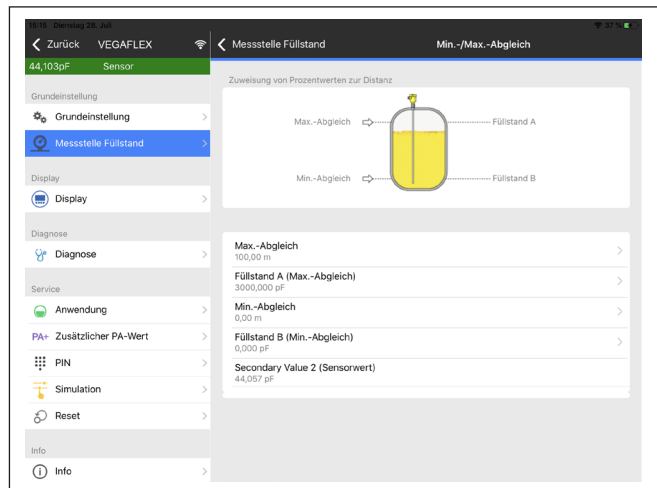 15:15 Dienstag 28. Juli
37 %
Zurück VEGAFLEX
Messstelle Füllstand
Min.-/Max.-Abgleich
44,103pF Sensor
Grundeinstellung
Grundeinstellung
Messstelle Füllstand
Display
Display
Diagnose
Diagnose
Service
Anwendung
PA+ Zusätzlicher PA-Wert
PIN
Simulation
Reset
Info
Info
Zuweisung von Prozentwerten zur Distanz
Max.-Abgleich
Füllstand A
Min.-Abgleich
Füllstand B
Max.-Abgleich
100,00 m
Füllstand A (Max.-Abgleich)
3000,000 pF
Min.-Abgleich
0,00 m
Füllstand B (Min.-Abgleich)
0,000 pF
Secondary Value 2 (Sensorwert)
44,057 pF